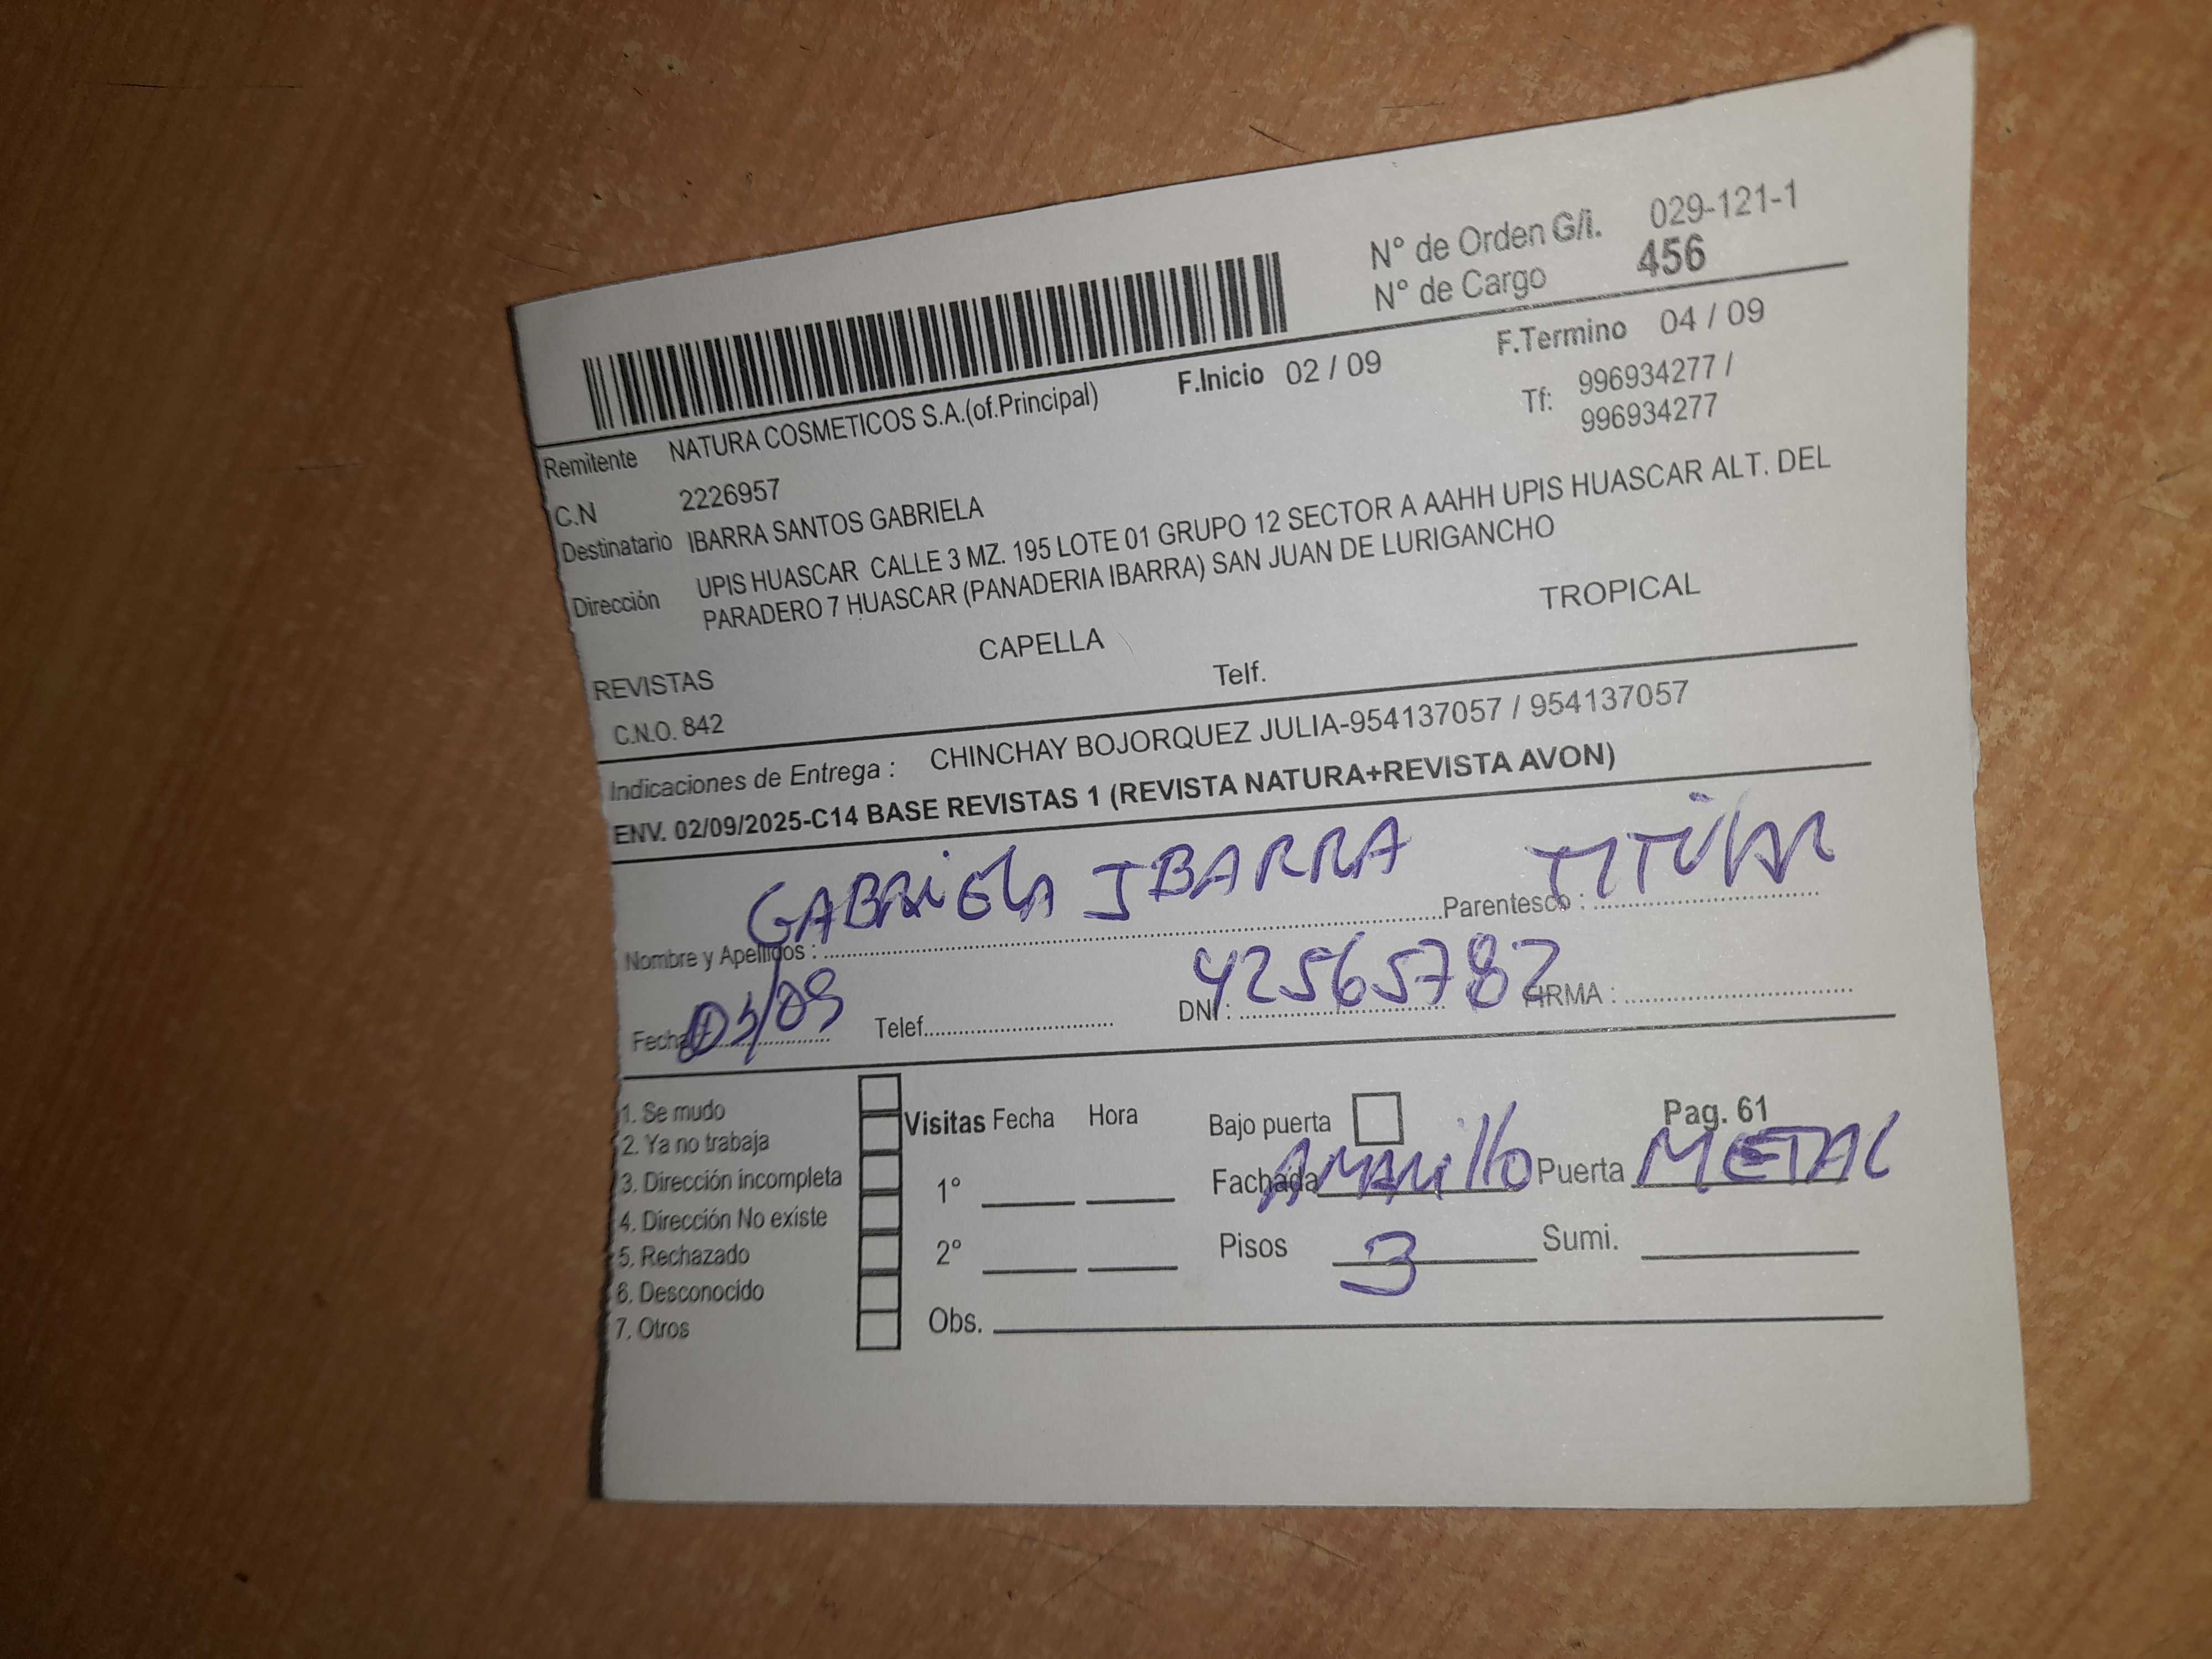 N° de Orden G/I. 029-121-1
N° de Cargo 456
F.Inicio 02 / 09 F.Termino 04 / 09
Remitente NATURA COSMETICOS S.A.(of.Principal) Tf: 996934277 /
996934277
C.N 2226957
Destinatario IBARRA SANTOS GABRIELA
Dirección UPIS HUASCAR CALLE 3 MZ. 195 LOTE 01 GRUPO 12 SECTOR A AAHH UPIS HUASCAR ALT. DEL
PARADERO 7 HUASCAR (PANADERIA IBARRA) SAN JUAN DE LURIGANCHO
REVISTAS CAPELLA TROPICAL
C.N.O. 842 Telf.
Indicaciones de Entrega : CHINCHAY BOJORQUEZ JULIA-954137057 / 954137057
ENV. 02/09/2025-C14 BASE REVISTAS 1 (REVISTA NATURA+REVISTA AVON)
Nombre y Apellidos : GABRiELA IBARRA Parentesco : TITULAR
Fecha : /09 Telef. DNI : 42565782 FIRMA :
1. Se mudo
2. Ya no trabaja
3. Dirección incompleta
4. Dirección No existe
5. Rechazado
6. Desconocido
7. Otros
Visitas Fecha Hora
1°
2°
Obs.
Bajo puerta Pag. 61
Fachada AMARillo Puerta METAL
Pisos 3 Sumi.